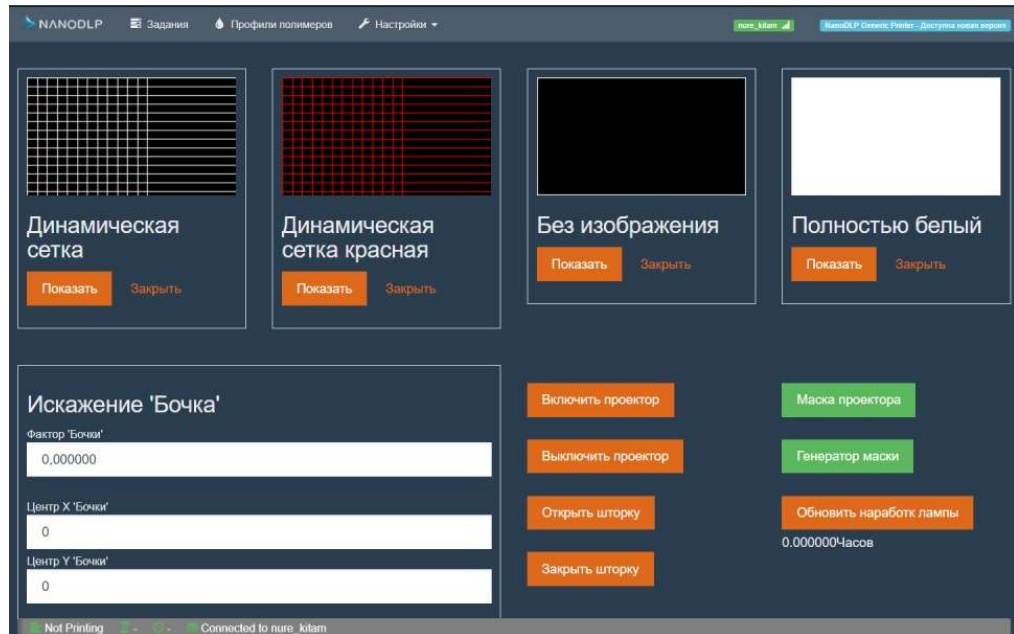 NANODLP Задания Профили полимеров Настройки nure_kitam NanoDLP Generic Printer - Доступна новая версия
Динамическая
сетка
Показать Закрыть
Динамическая
сетка красная
Показать Закрыть
Без изображения
Показать Закрыть
Полностью белый
Показать Закрыть
Искажение 'Бочка'
Фактор 'Бочки'
0,000000
Центр X 'Бочки'
0
Центр Y 'Бочки'
0
Включить проектор
Выключить проектор
Открыть шторку
Закрыть шторку
Маска проектора
Генератор маски
Обновить наработк лампы
0.000000Часов
Not Printing - - Connected to nure_kitam